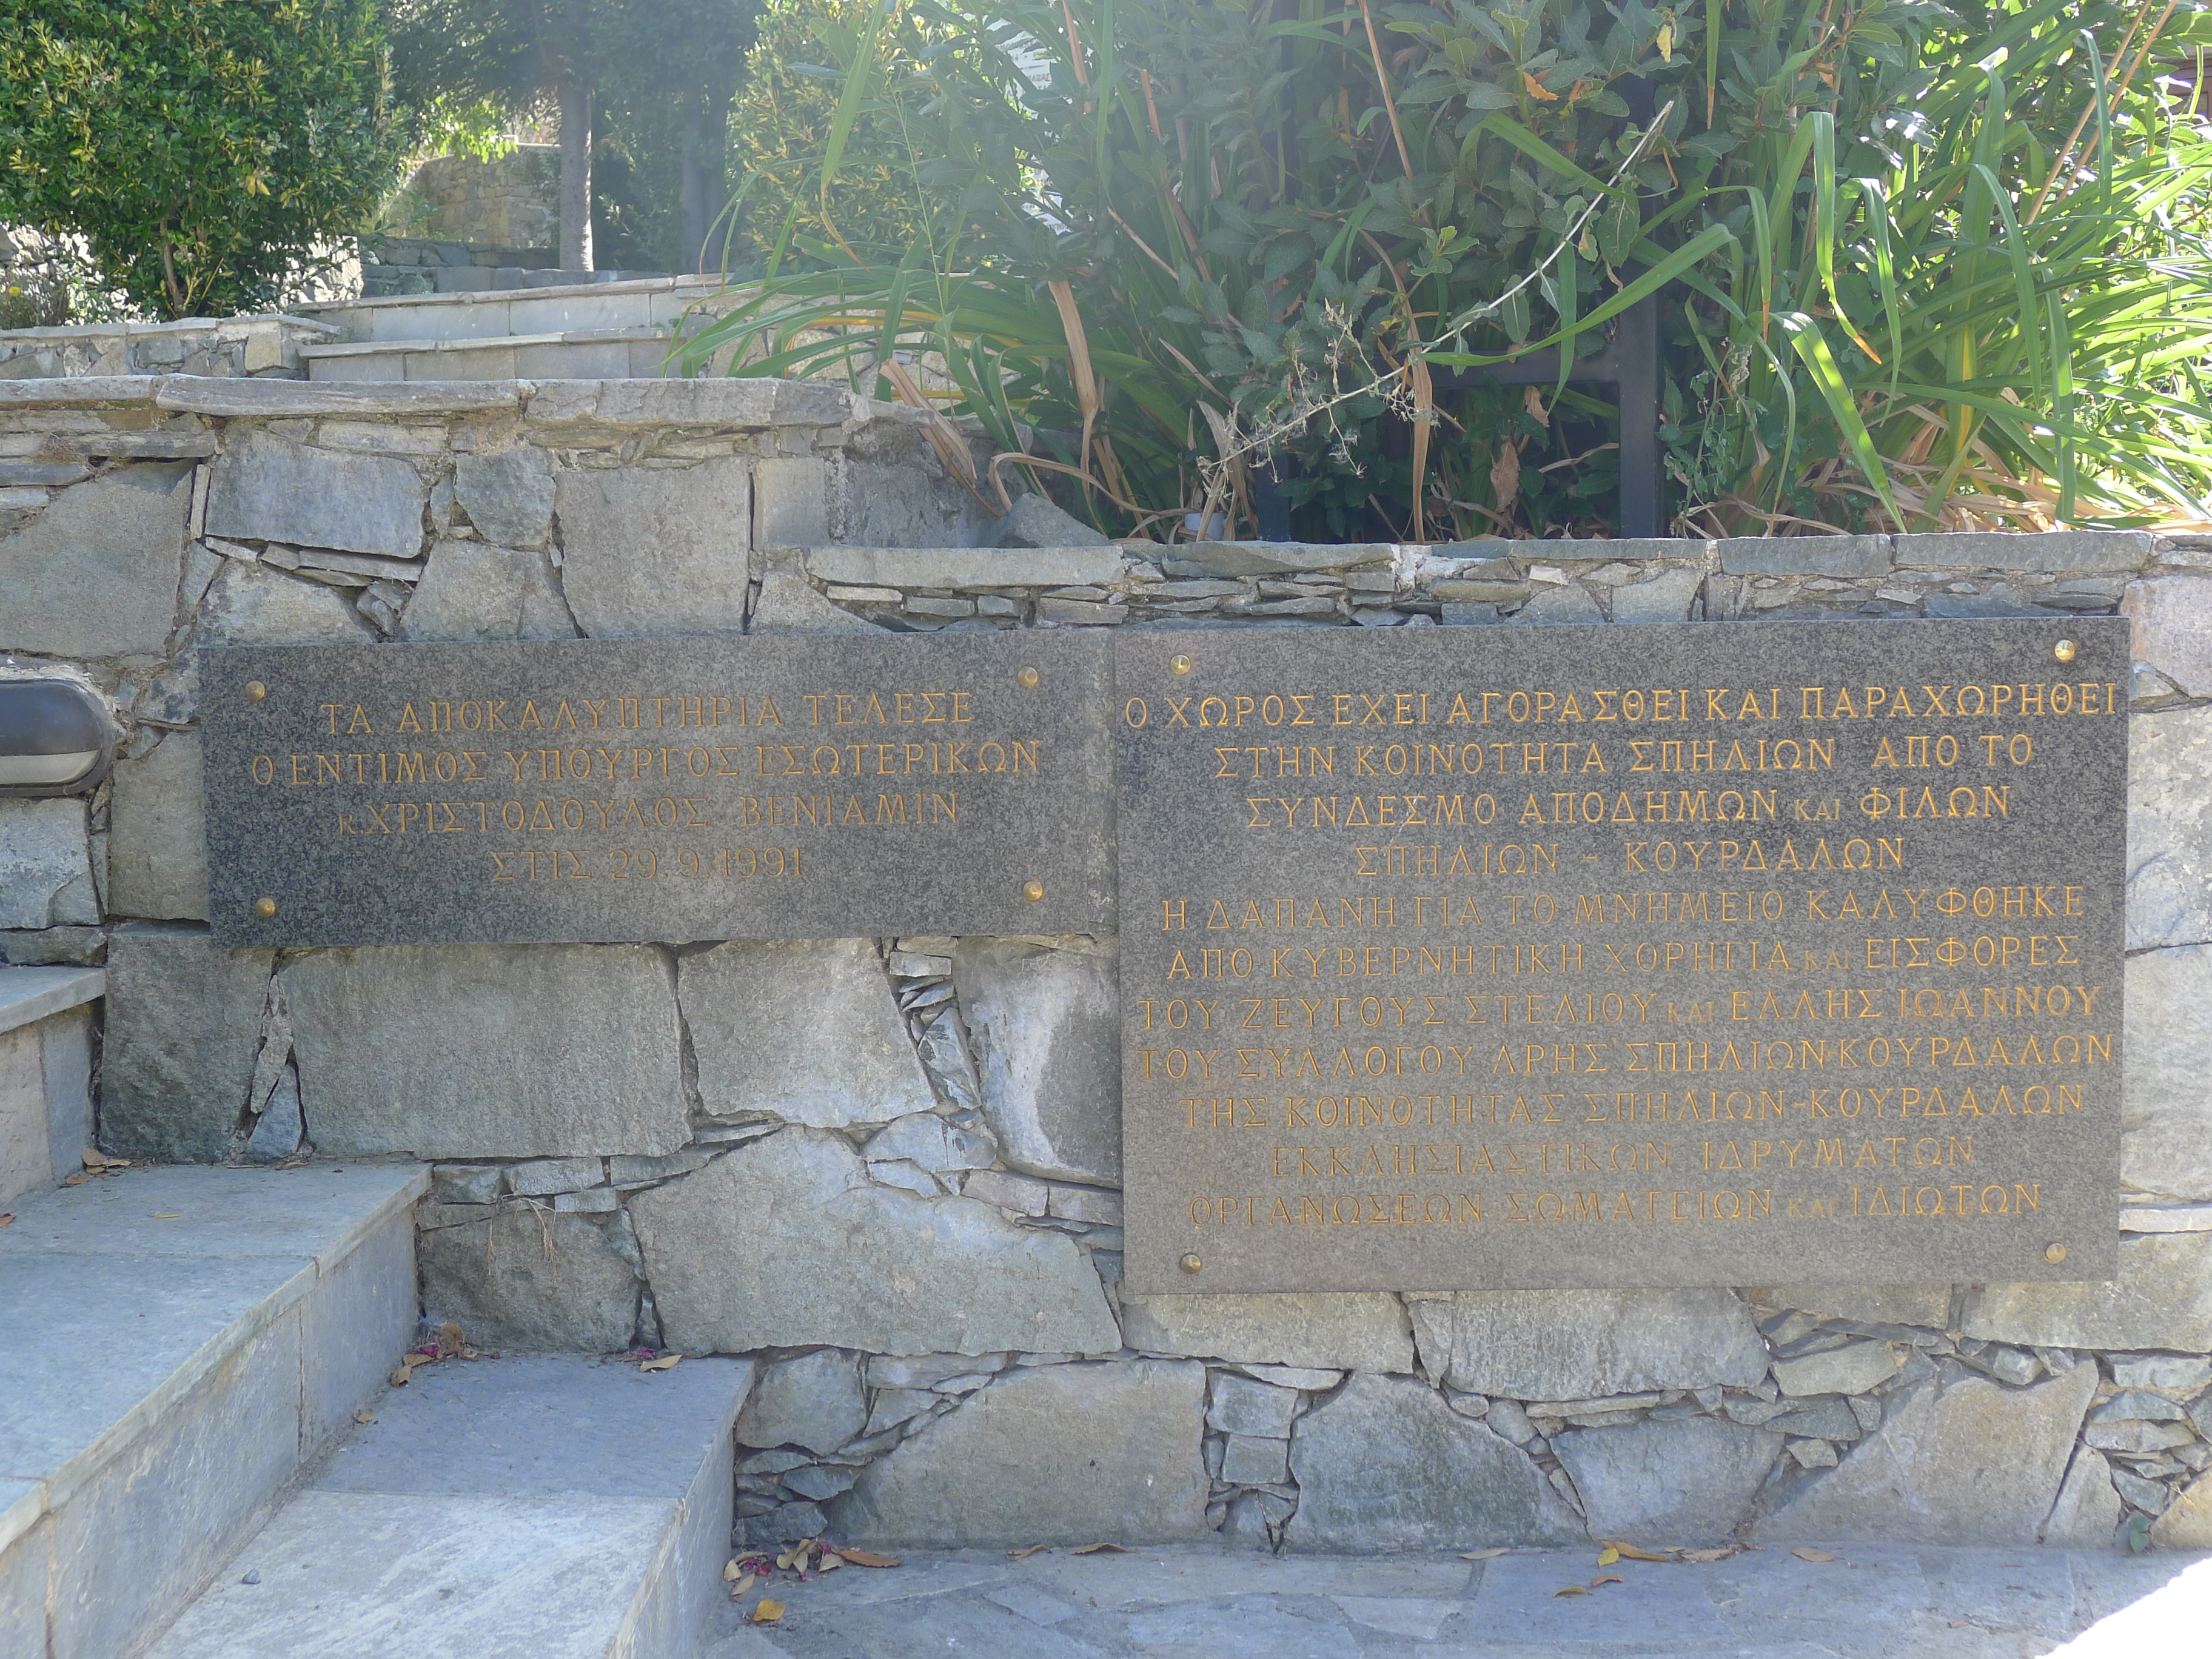 ΤΑ ΑΠΟΚΑΛΥΠΤΗΡΙΑ ΤΕΛΕΣΕ
Ο ΕΝΤΙΜΟΣ ΥΠΟΥΡΓΟΣ ΕΣΩΤΕΡΙΚΩΝ
κ. ΧΡΙΣΤΟΔΟΥΛΟΣ ΒΕΝΙΑΜΙΝ
ΣΤΙΣ 29.9.1991
Ο ΧΩΡΟΣ ΕΧΕΙ ΑΓΟΡΑΣΘΕΙ ΚΑΙ ΠΑΡΑΧΩΡΗΘΕΙ
ΣΤΗΝ ΚΟΙΝΟΤΗΤΑ ΣΠΗΛΙΩΝ ΑΠΟ ΤΟ
ΣΥΝΔΕΣΜΟ ΑΠΟΔΗΜΩΝ ΚΑΙ ΦΙΛΩΝ
ΣΠΗΛΙΩΝ - ΚΟΥΡΔΑΛΩΝ
Η ΔΑΠΑΝΗ ΓΙΑ ΤΟ ΜΝΗΜΕΙΟ ΚΑΛΥΦΘΗΚΕ
ΑΠΟ ΚΥΒΕΡΝΗΤΙΚΗ ΧΟΡΗΓΙΑ ΚΑΙ ΕΙΣΦΟΡΕΣ
ΤΟΥ ΖΕΥΓΟΥΣ ΣΤΕΛΙΟΥ ΚΑΙ ΕΛΛΗΣ ΙΩΑΝΝΟΥ
ΤΟΥ ΣΥΛΛΟΓΟΥ ΑΡΗΣ ΣΠΗΛΙΩΝ-ΚΟΥΡΔΑΛΩΝ
ΤΗΣ ΚΟΙΝΟΤΗΤΑΣ ΣΠΗΛΙΩΝ-ΚΟΥΡΔΑΛΩΝ
ΕΚΚΛΗΣΙΑΣΤΙΚΩΝ ΙΔΡΥΜΑΤΩΝ
ΟΡΓΑΝΩΣΕΩΝ ΣΩΜΑΤΕΙΩΝ ΚΑΙ ΙΔΙΩΤΩΝ